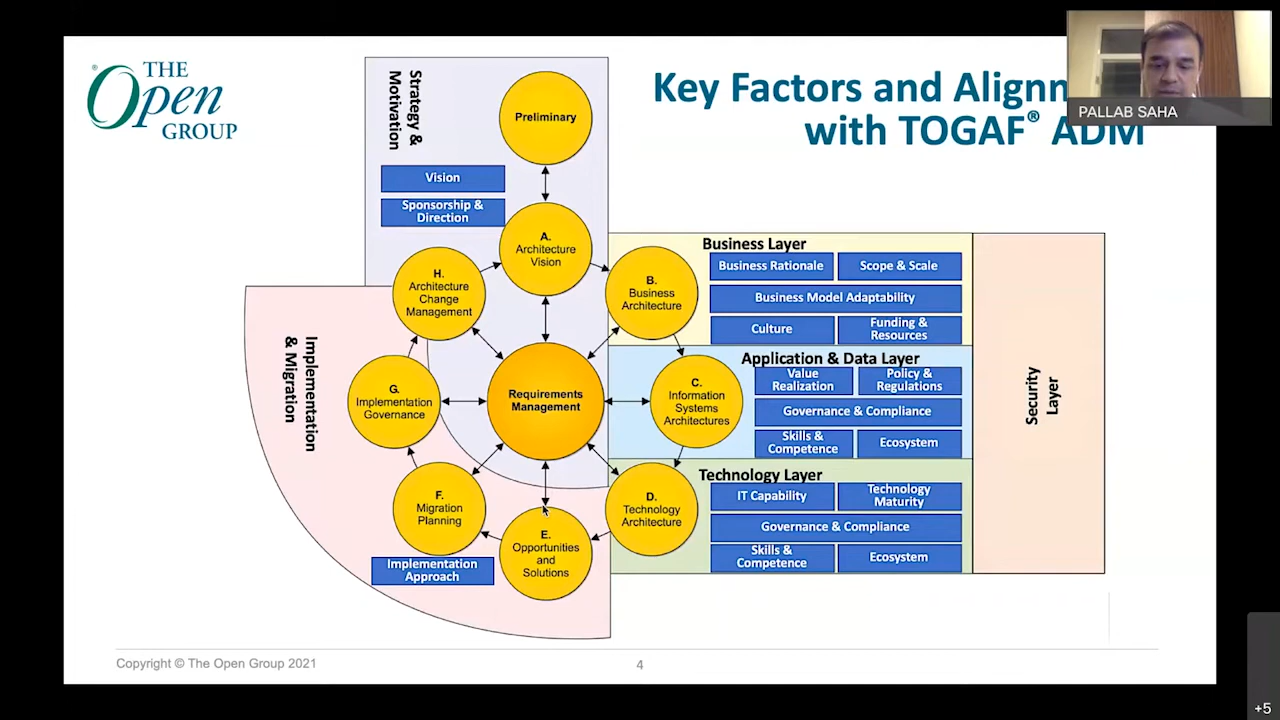 THE
Open
GROUP
®
Key Factors and Alignm
with TOGAF® ADM
PALLAB SAHA
Strategy &
Motivation
Preliminary
Vision
Sponsorship &
Direction
A.
Architecture
Vision
H.
Architecture
Change
Management
B.
Business
Architecture
Business Layer
Business Rationale
Scope & Scale
Business Model Adaptability
Culture
Funding &
Resources
Implementation
& Migration
G.
Implementation
Governance
Requirements
Management
C.
Information
Systems
Architectures
Application & Data Layer
Value
Realization
Policy &
Regulations
Governance & Compliance
Skills &
Competence
Ecosystem
Security
Layer
F.
Migration
Planning
Implementation
Approach
E.
Opportunities
and
Solutions
D.
Technology
Architecture
Technology Layer
IT Capability
Technology
Maturity
Governance & Compliance
Skills &
Competence
Ecosystem
Copyright © The Open Group 2021
4
+5